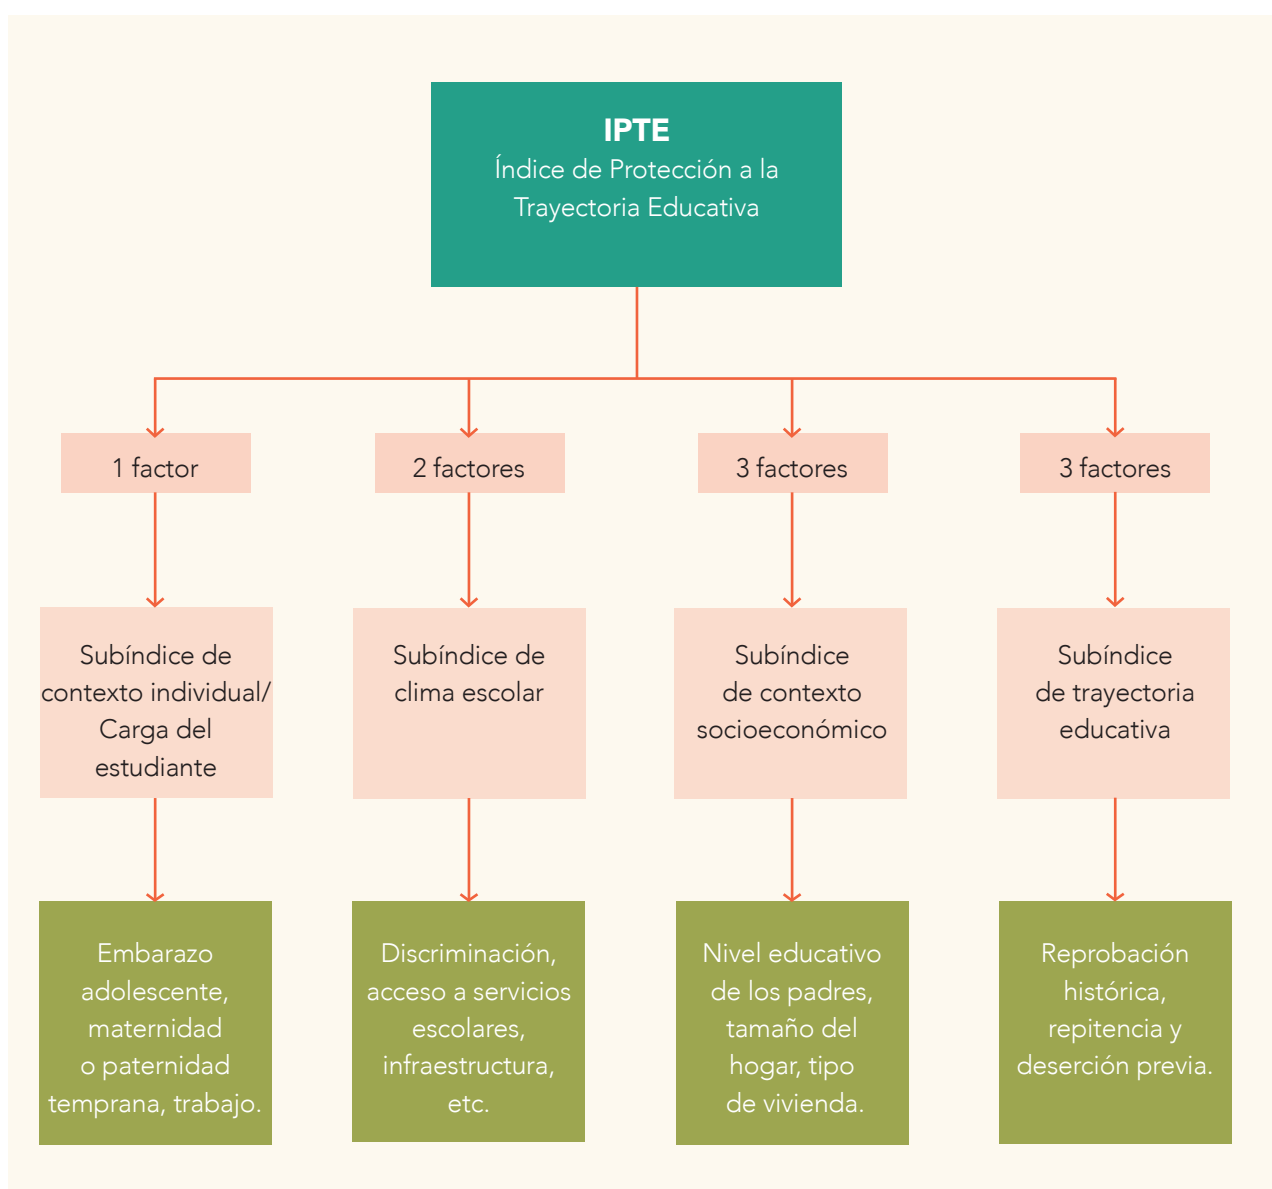 IPTE
Índice de Protección a la
Trayectoria Educativa
1 factor
2 factores
3 factores
3 factores
Subíndice de
contexto individual/
Carga del
estudiante
Subíndice de
clima escolar
Subíndice
de contexto
socioeconómico
Subíndice
de trayectoria
educativa
Embarazo
adolescente,
maternidad
o paternidad
temprana, trabajo.
Discriminación,
acceso a servicios
escolares,
infraestructura,
etc.
Nivel educativo
de los padres,
tamaño del
hogar, tipo
de vivienda.
Reprobación
histórica,
repitencia y
deserción previa.